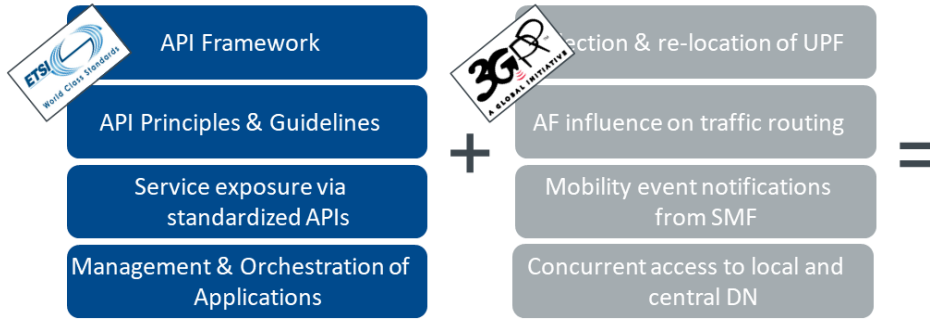 ETSI
World Class Standards
API Framework
API Principles & Guidelines
Service exposure via
standardized APIs
Management & Orchestration of
Applications
+
3GPP™
A GLOBAL INITIATIVE
& re-location of UPF
AF influence on traffic routing
Mobility event notifications
from SMF
Concurrent access to local and
central DN
=